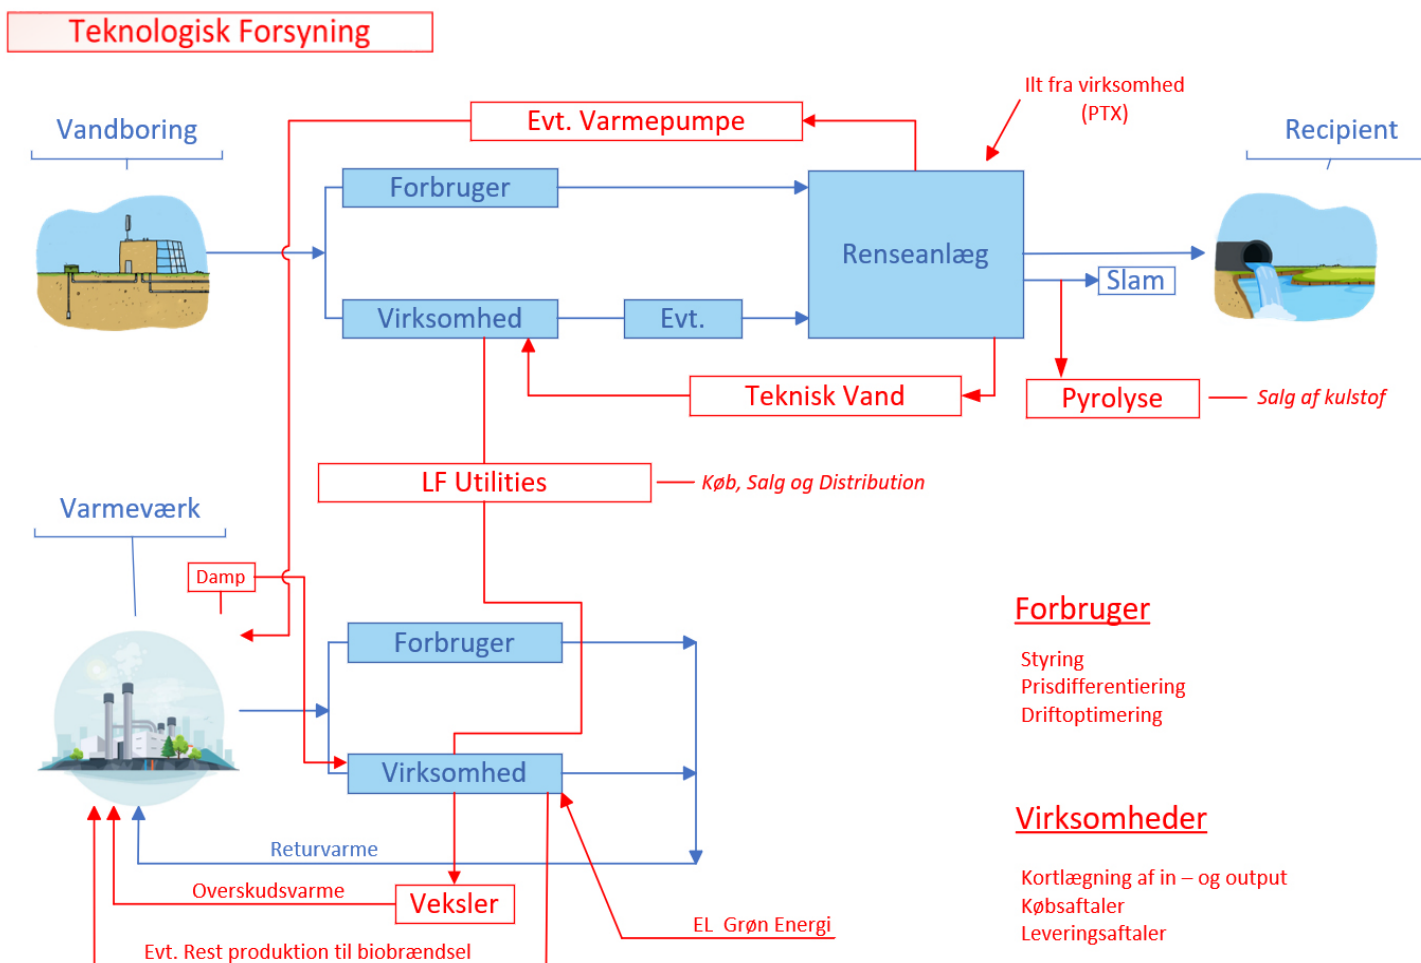 Teknologisk Forsyning
Ilt fra virksomhed
(PTX)
Vandboring
Evt. Varmepumpe
Recipient
Forbruger
Renseanlæg
Slam
Virksomhed
Evt.
Teknisk Vand
Pyrolyse
Salg af kulstof
LF Utilities
Køb, Salg og Distribution
Varmeværk
Damp
Forbruger
Virksomhed
Returvarme
Overskudsvarme
Veksler
EL  Grøn Energi
Evt. Rest produktion til biobrændsel
Forbruger
Styring
Prisdifferentiering
Driftoptimering
Virksomheder
Kortlægning af in – og output
Købsaftaler
Leveringsaftaler